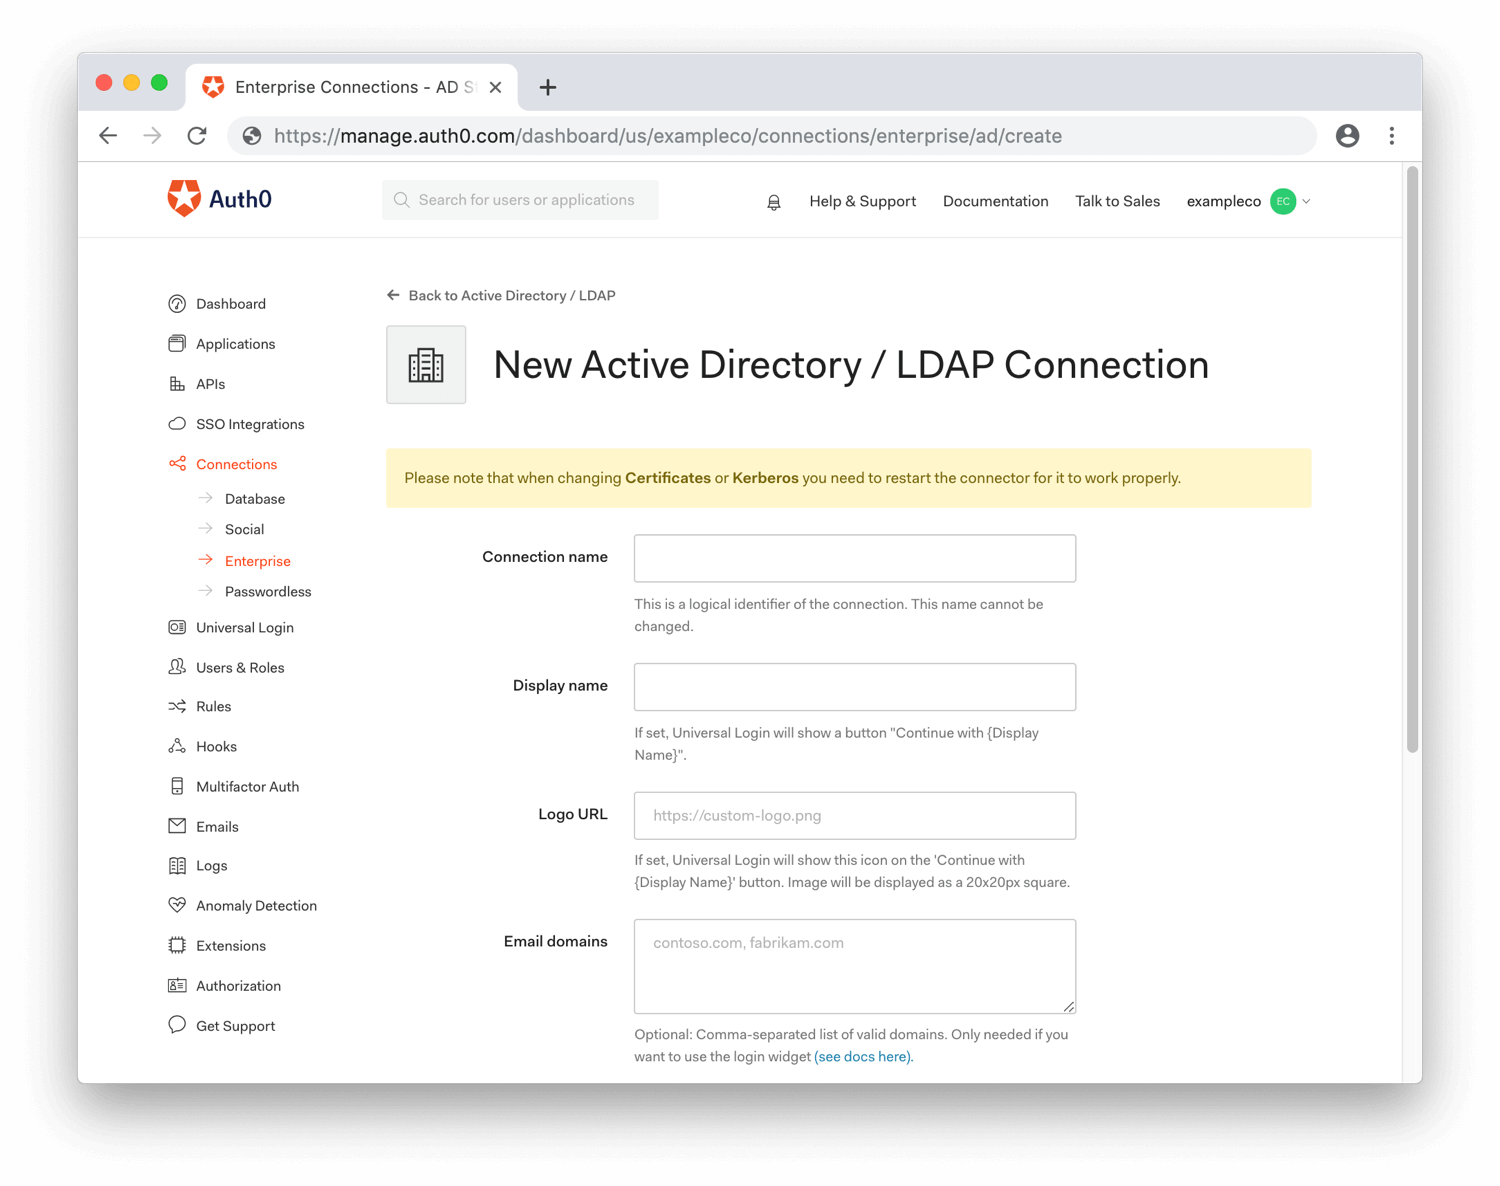 Enterprise Connections - AD S
https://manage.auth0.com/dashboard/us/exampleco/connections/enterprise/ad/create
Auth0
Search for users or applications
Help & Support
Documentation
Talk to Sales
exampleco
EC
Dashboard
Applications
APIs
SSO Integrations
Connections
Database
Social
Enterprise
Passwordless
Universal Login
Users & Roles
Rules
Hooks
Multifactor Auth
Emails
Logs
Anomaly Detection
Extensions
Authorization
Get Support
Back to Active Directory / LDAP
New Active Directory / LDAP Connection
Please note that when changing Certificates or Kerberos you need to restart the connector for it to work properly.
Connection name
This is a logical identifier of the connection. This name cannot be
changed.
Display name
If set, Universal Login will show a button "Continue with {Display
Name}".
Logo URL
https://custom-logo.png
If set, Universal Login will show this icon on the 'Continue with
{Display Name}' button. Image will be displayed as a 20x20px square.
Email domains
contoso.com, fabrikam.com
Optional: Comma-separated list of valid domains. Only needed if you
want to use the login widget (see docs here).